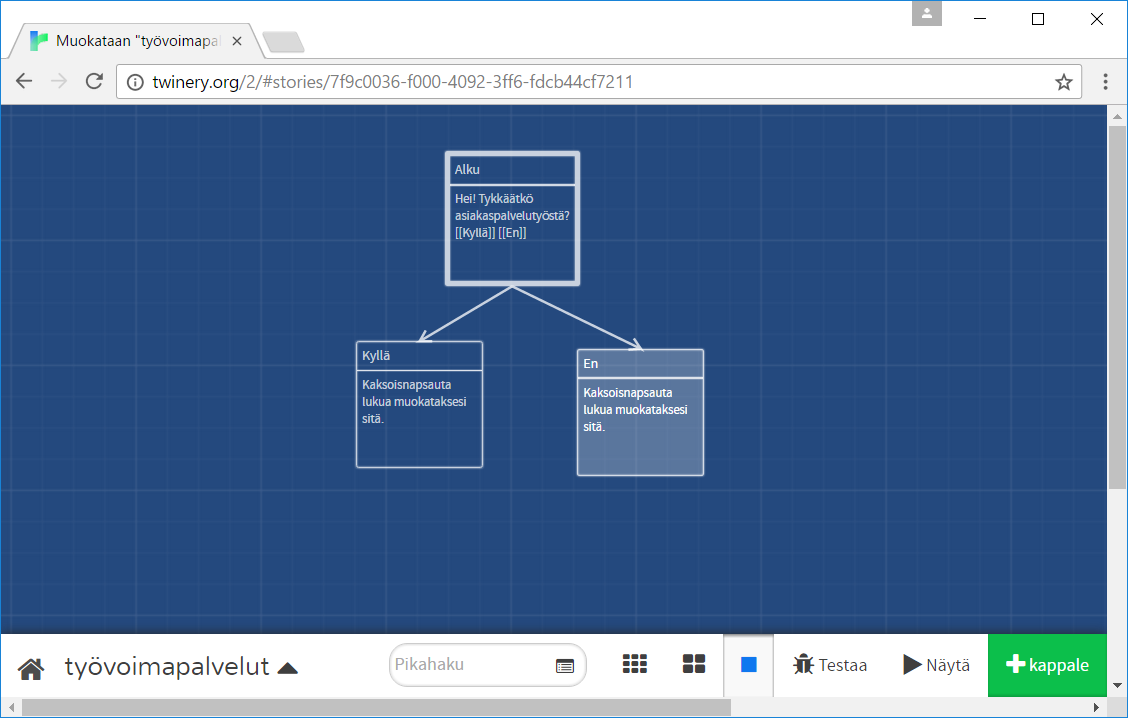 Muokataan "työvoimapal
twinery.org/2/#stories/7f9c0036-f000-4092-3ff6-fdcb44cf7211
Alku
Hei! Tykkäätkö
asiakaspalvelutyöstä?
[[Kyllä]] [[En]]
Kyllä
Kaksoisnapsauta
lukua muokataksesi
sitä.
En
Kaksoisnapsauta
lukua muokataksesi
sitä.
työvoimapalvelut
Pikahaku
Testaa
Näytä
kappale